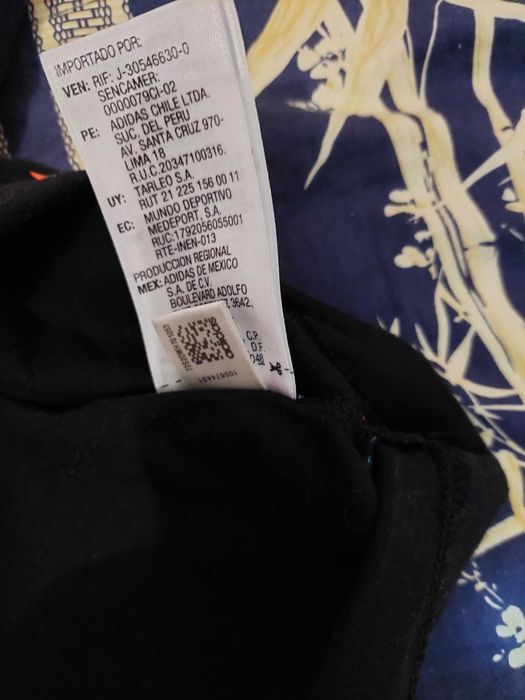 IMPORTADO POR:
VEN: RIF: J-30546630-0
SENCAMER:
0000079CI-02
PE: ADIDAS CHILE LTDA.
SUC. DEL PERU
AV. SANTA CRUZ 970-
LIMA 18
R.U.C.20347100316.
UY: TARLEO S.A.
RUT 21 225 156 00 11
EC: MUNDO DEPORTIVO
MEDEPORT, S.A.
RUC:1792056055001
RTE-INEN-013
PRODUCCION REGIONAL
MEX: ADIDAS DE MEXICO
S.A. DE C.V.
BOULEVARD ADOLFO
3642,
C.P.
D.F.
100674431